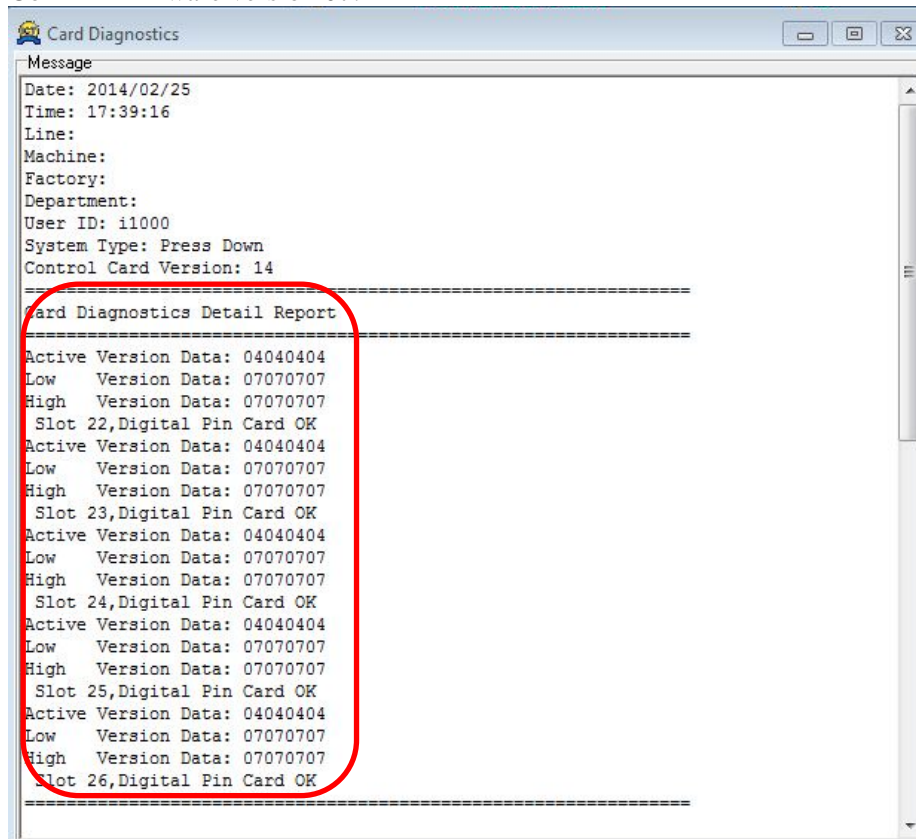 Card Diagnostics
Message
Date: 2014/02/25
Time: 17:39:16
Line:
Machine:
Factory:
Department:
User ID: i1000
System Type: Press Down
Control Card Version: 14
======================================================================
Card Diagnostics Detail Report
======================================================================
Active Version Data: 04040404
Low    Version Data: 07070707
High   Version Data: 07070707
 Slot 22,Digital Pin Card OK
Active Version Data: 04040404
Low    Version Data: 07070707
High   Version Data: 07070707
 Slot 23,Digital Pin Card OK
Active Version Data: 04040404
Low    Version Data: 07070707
High   Version Data: 07070707
 Slot 24,Digital Pin Card OK
Active Version Data: 04040404
Low    Version Data: 07070707
High   Version Data: 07070707
 Slot 25,Digital Pin Card OK
Active Version Data: 04040404
Low    Version Data: 07070707
High   Version Data: 07070707
 Slot 26,Digital Pin Card OK
======================================================================